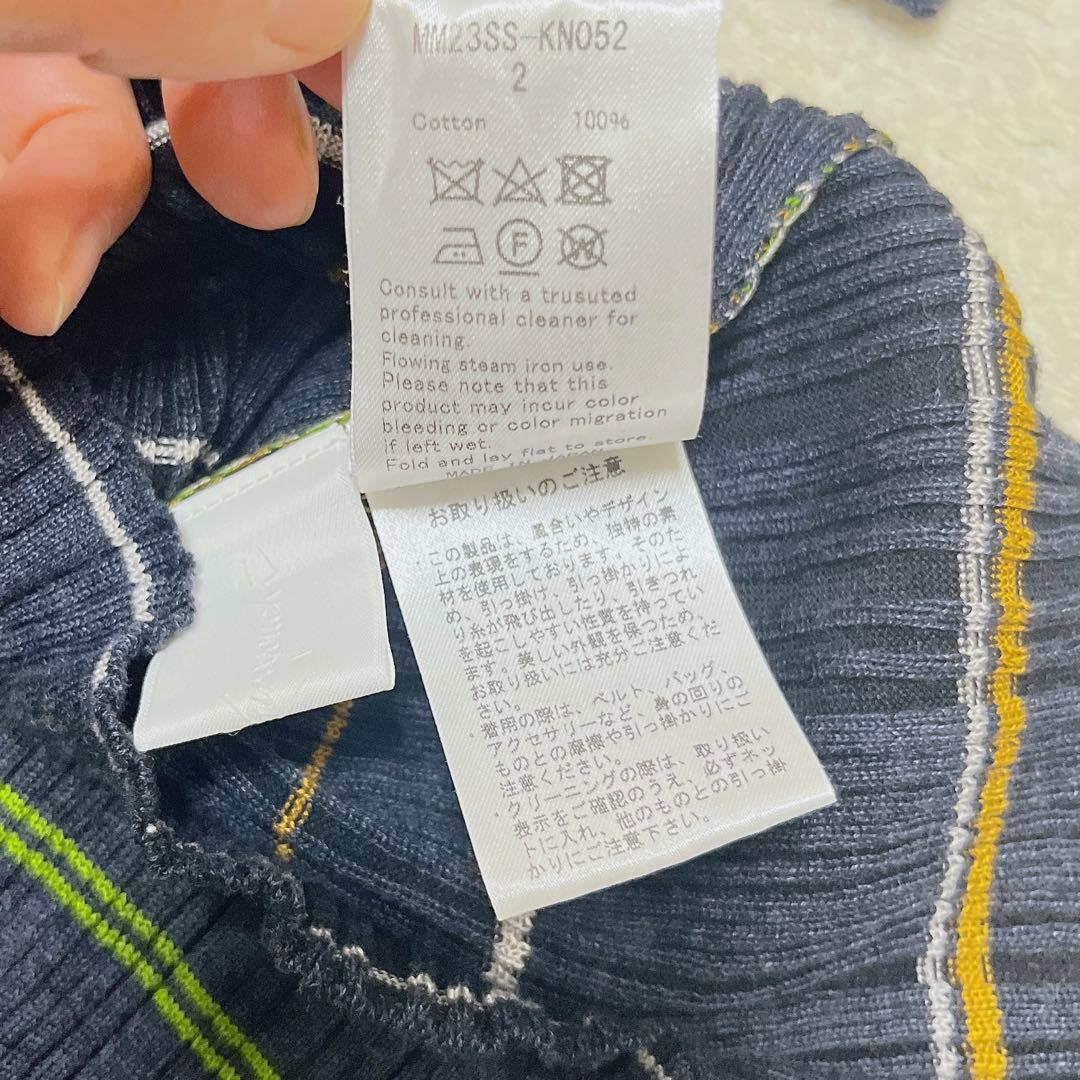 MM23SS-KN052
2
Cotton 100%
F
W
Consult with a trusuted
professional cleaner for
cleaning.
Flowing steam iron use.
Please note that this
product may incur color
bleeding or color migration
if left wet.
Fold and lay flat to store.
MADE IN
お取り扱いのご注意
・この製品は、風合いやデザイン
上の表現をするため、独特の素
材を使用しております。そのた
め、引っ掛け、引っ掛かりによ
り糸が飛び出したり、引きつれ
を起こしやすい性質を持ってい
ます。美しい外観を保つため、
お取り扱いには充分ご注意くだ
さい。
・着用の際は、ベルト、バッグ、
アクセサリーなど、身の回りの
ものとの摩擦や引っ掛かりにご
注意ください。
・クリーニングの際は、取り扱い
表示をご確認のうえ、必ずネッ
トに入れ、他のものとの引っ掛
かりにご注意下さい。